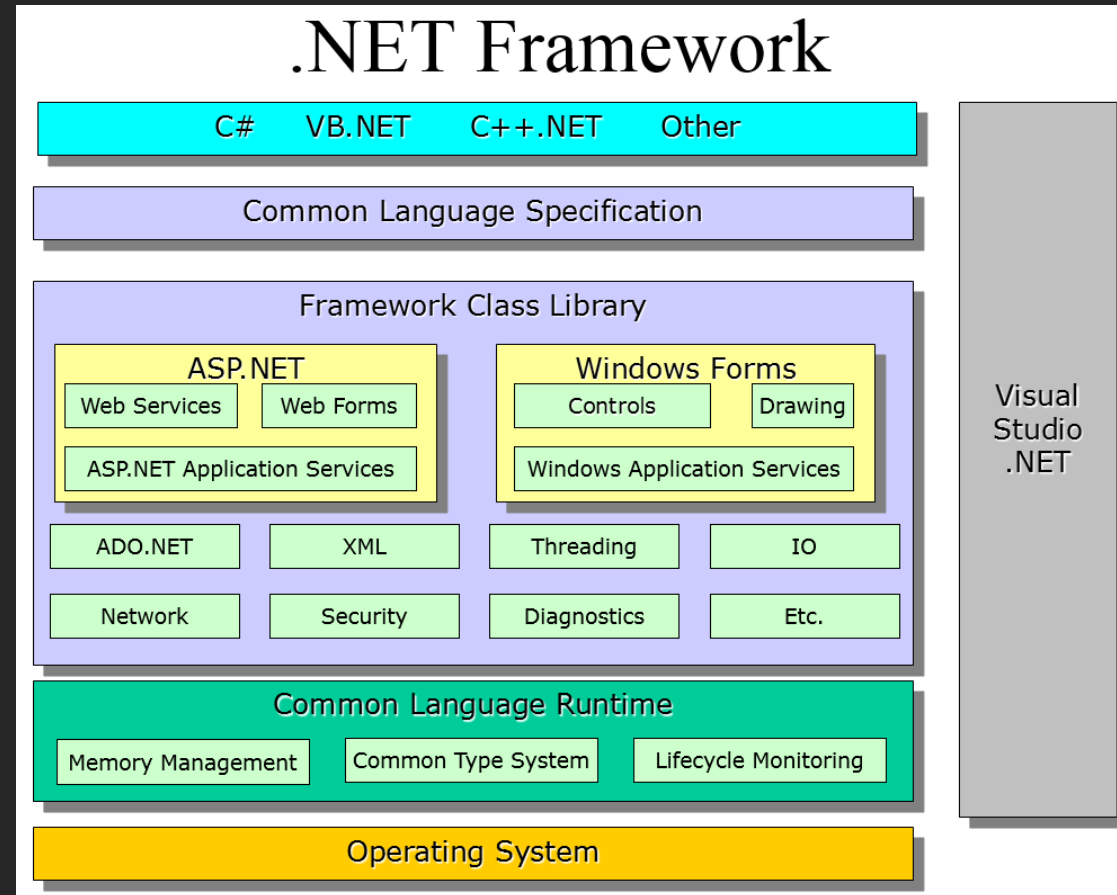 .NET Framework
C# VB.NET C++.NET Other
Common Language Specification
Framework Class Library
ASP.NET
Web Services Web Forms
ASP.NET Application Services
Windows Forms
Controls Drawing
Windows Application Services
ADO.NET XML Threading IO
Network Security Diagnostics Etc.
Common Language Runtime
Memory Management Common Type System Lifecycle Monitoring
Operating System
Visual
Studio
.NET